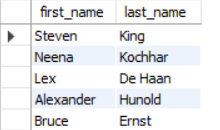 first_name last_name
Steven King
Neena Kochhar
Lex De Haan
Alexander Hunold
Bruce Ernst